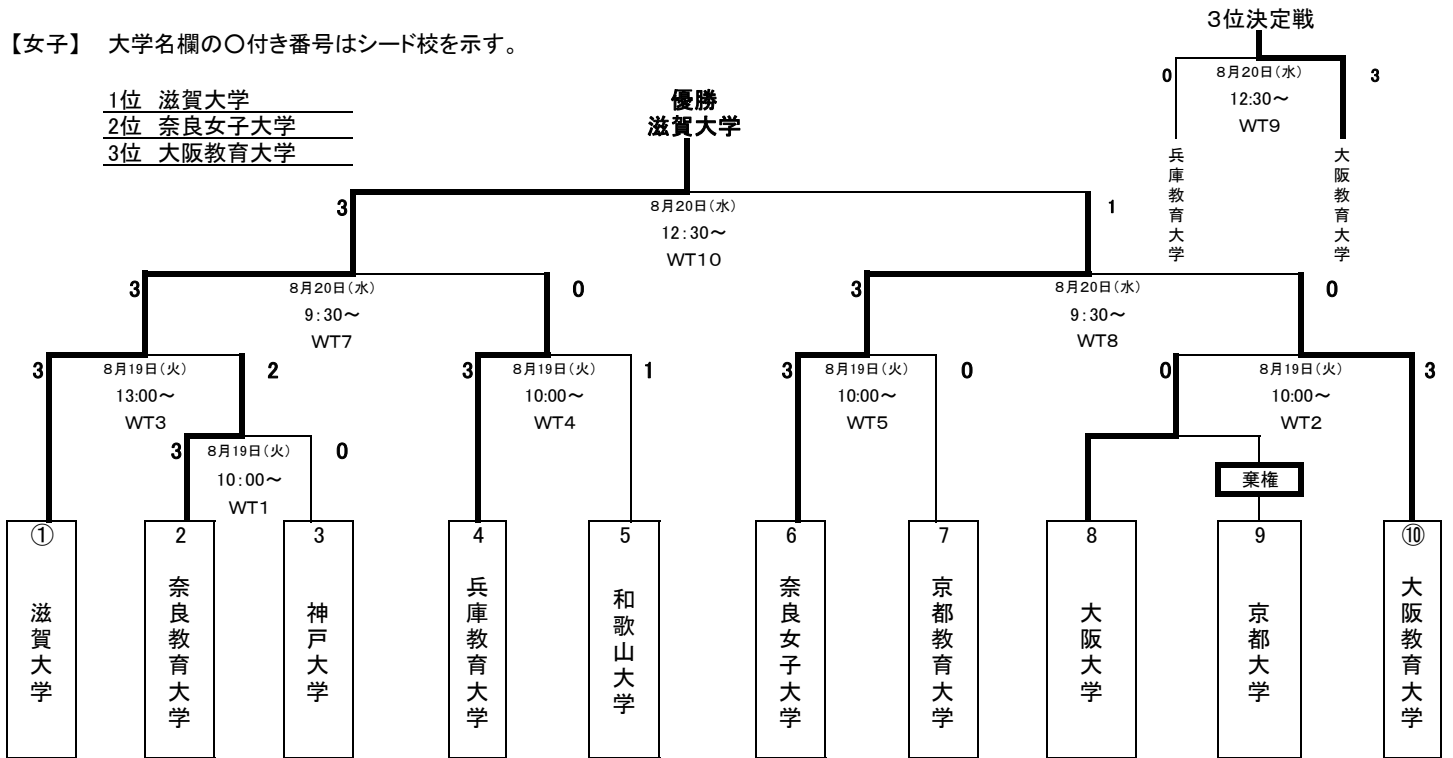 3位決定戦
【女子】 大学名欄の〇付き番号はシード校を示す。
0 8月20日(水) 3
12:30～
WT9
兵庫教育大学
大阪教育大学
1位 滋賀大学
2位 奈良女子大学
3位 大阪教育大学
優勝
滋賀大学
3 8月20日(水) 1
12:30～
WT10
3 8月20日(水) 0
9:30～
WT7
3 8月20日(水) 0
9:30～
WT8
3 8月19日(火) 2
13:00～
WT3
3 8月19日(火) 1
10:00～
WT4
3 8月19日(火) 0
10:00～
WT5
0 8月19日(火) 3
10:00～
WT2
3 8月19日(火) 0
10:00～
WT1
棄権
① 2 3 4 5 6 7 8 9 ⑩
滋賀大学
奈良教育大学
神戸大学
兵庫教育大学
和歌山大学
奈良女子大学
京都教育大学
大阪大学
京都大学
大阪教育大学